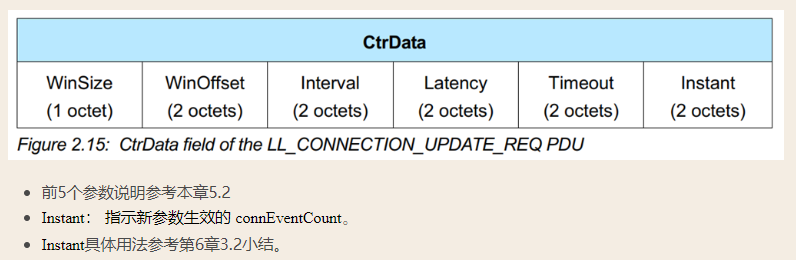 CtrData
WinSize WinOffset Interval Latency Timeout Instant
(1 octet) (2 octets) (2 octets) (2 octets) (2 octets) (2 octets)
Figure 2.15: CtrData field of the LL_CONNECTION_UPDATE_REQ PDU
前5个参数说明参考本章5.2
Instant： 指示新参数生效的 connEventCount。
Instant具体用法参考第6章3.2小结。